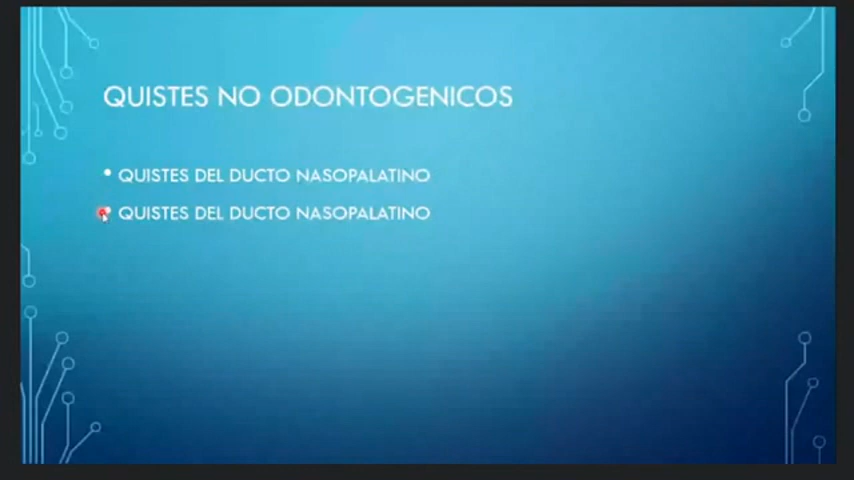 QUISTES NO ODONTOGENICOS
• QUISTES DEL DUCTO NASOPALATINO
• QUISTES DEL DUCTO NASOPALATINO